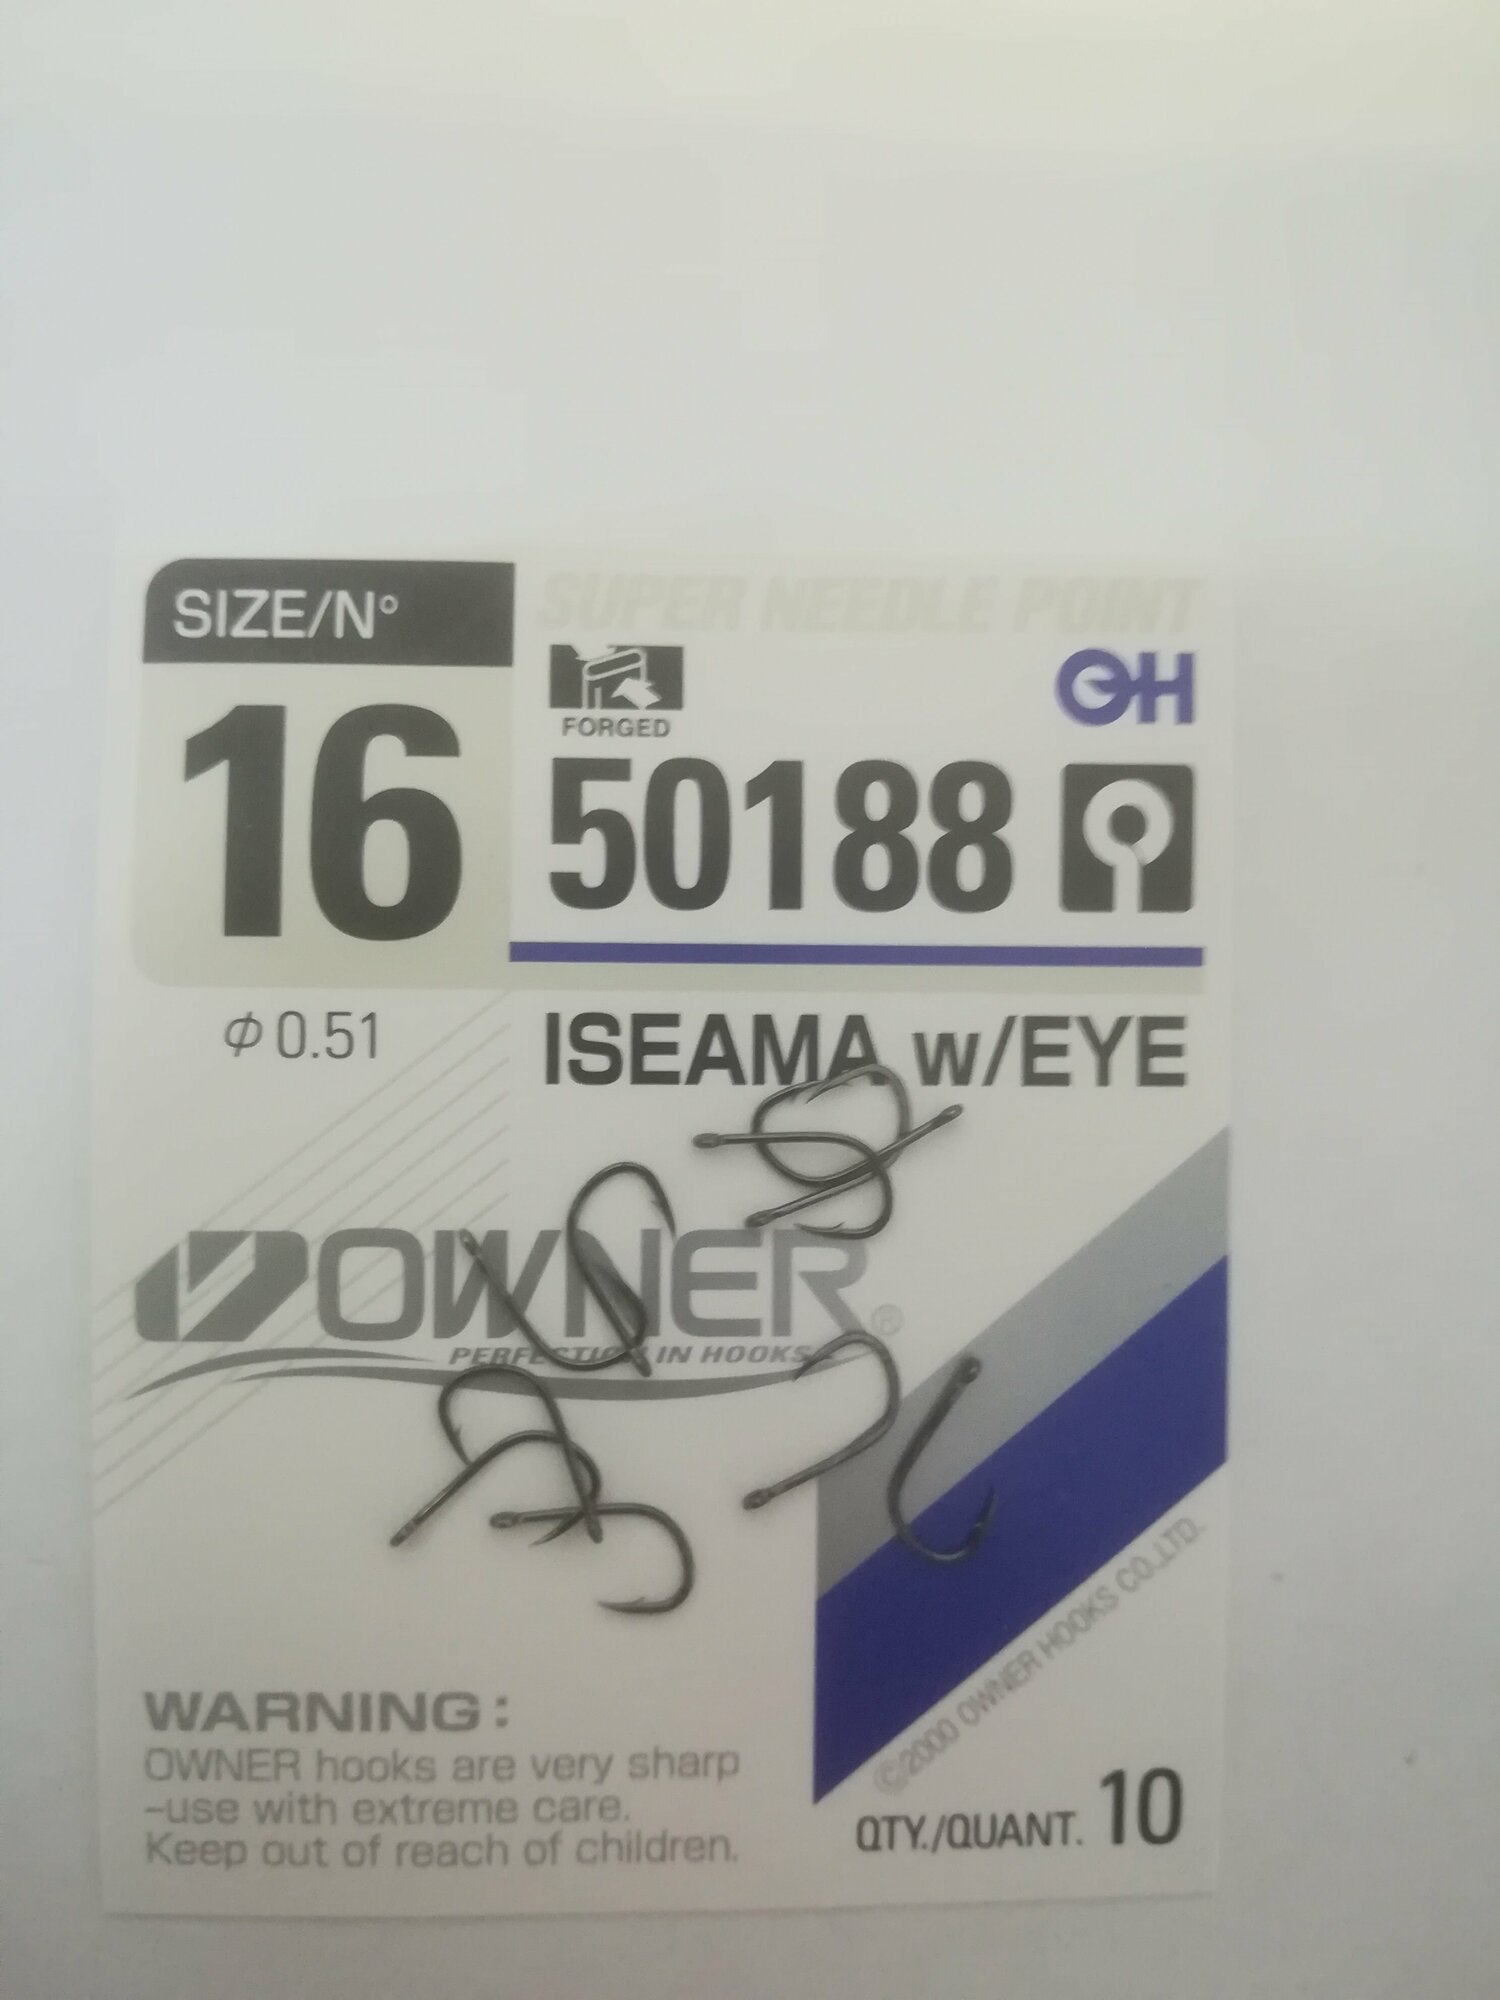 SIZE/N°
16
φ0.51
SUPER NEEDLE POINT
FORGED
OH
50188
ISEAMA w/EYE
OWNER®
PERFECTION IN HOOKS
©2000 OWNER HOOKS CO.,LTD.
WARNING:
OWNER hooks are very sharp
-use with extreme care.
Keep out of reach of children.
QTY./QUANT. 10